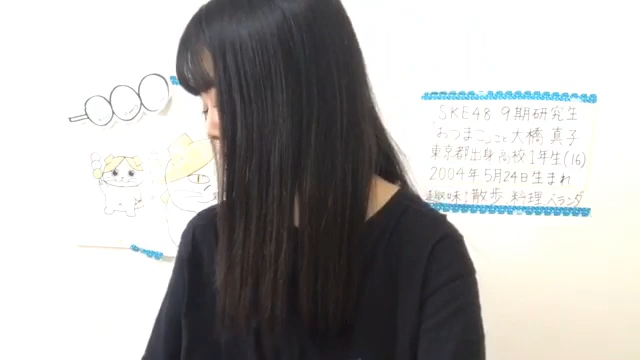 SKE48 9期研究生
おつまこ」こと大橋真子
東京都出身高校1年生(16)
2004年5月24日生まれ
趣味:散歩 料理 ベランダ